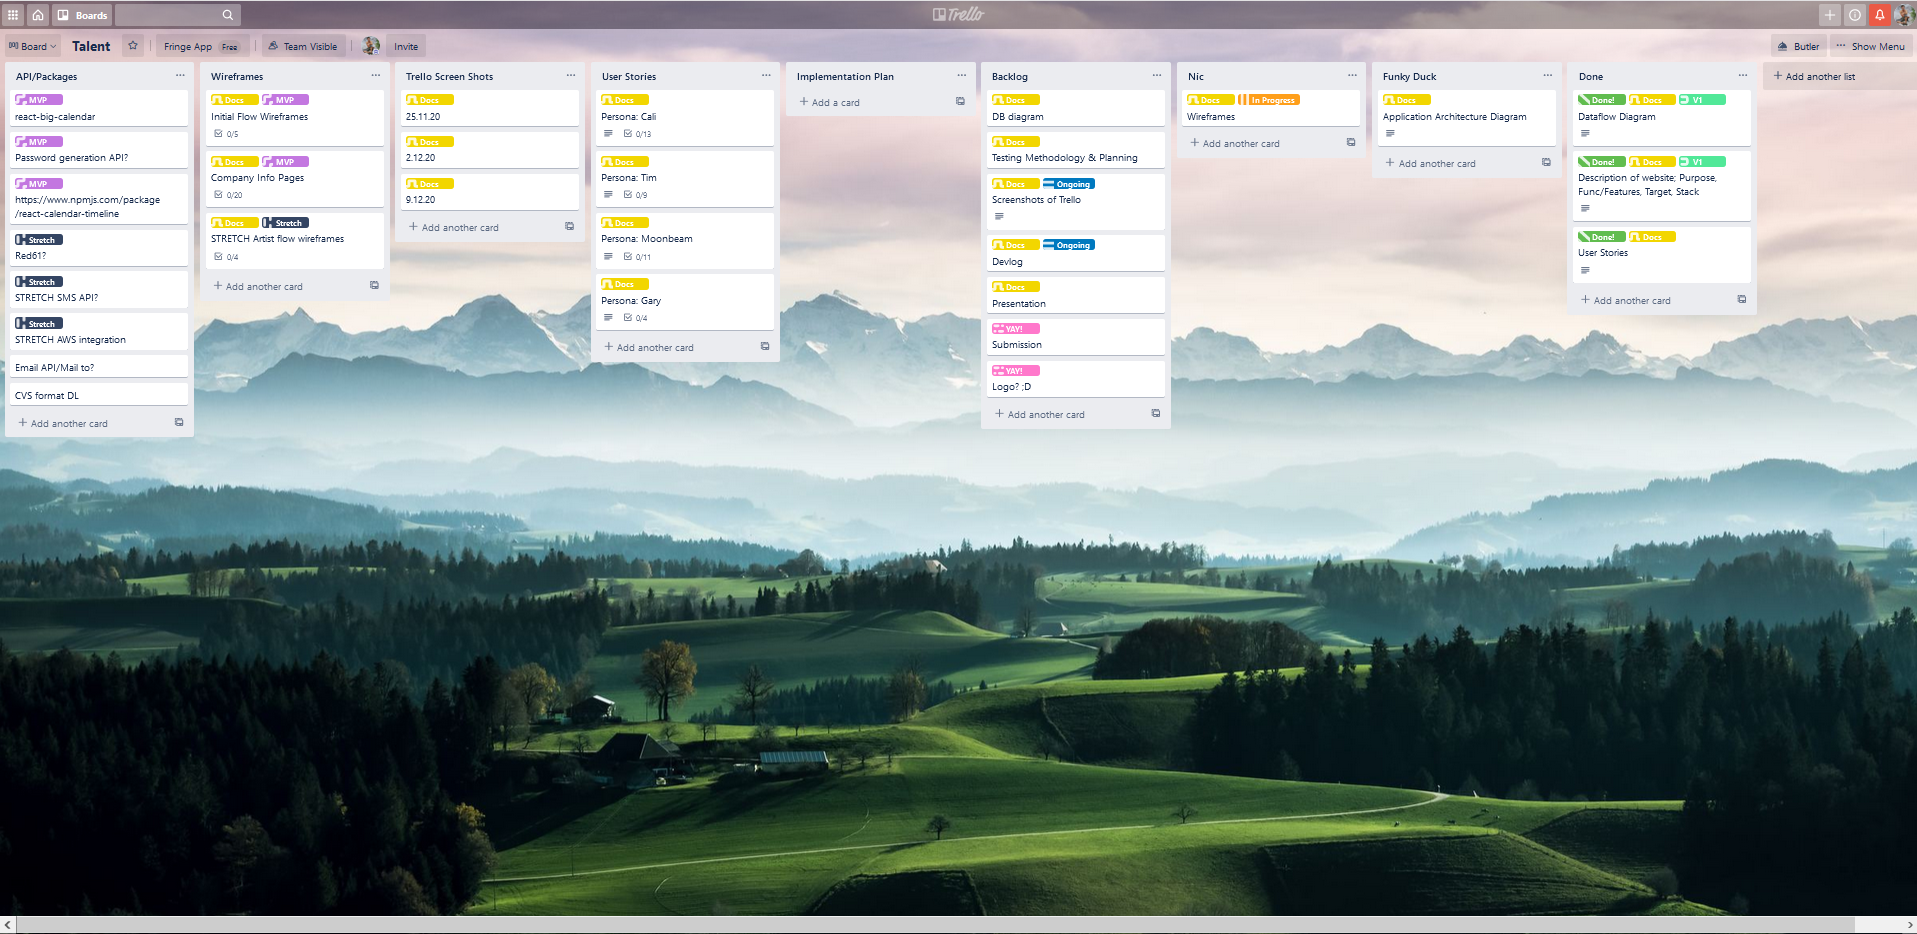 Boards
Trello
Board
Talent
Fringe App Free
Team Visible
Invite
Butler
Show Menu
API/Packages
MVP
react-big-calendar
MVP
Password generation API?
MVP
https://www.npmjs.com/package
/react-calendar-timeline
Stretch
Red61?
Stretch
STRETCH SMS API?
Stretch
STRETCH AWS integration
Email API/Mail to?
CVS format DL
Add another card
Wireframes
Docs MVP
Initial Flow Wireframes
0/5
Docs MVP
Company Info Pages
0/20
Docs Stretch
STRETCH Artist flow wireframes
0/4
Add another card
Trello Screen Shots
Docs
25.11.20
Docs
2.12.20
Docs
9.12.20
Add another card
User Stories
Docs
Persona: Cali
0/13
Docs
Persona: Tim
0/9
Docs
Persona: Moonbeam
0/11
Docs
Persona: Gary
0/4
Add another card
Implementation Plan
Add a card
Backlog
Docs
DB diagram
Docs
Testing Methodology & Planning
Docs Ongoing
Screenshots of Trello
Docs Ongoing
Devlog
Docs
Presentation
YAY!
Submission
YAY!
Logo? ;D
Add another card
Nic
Docs In Progress
Wireframes
Add another card
Funky Duck
Docs
Application Architecture Diagram
Add another card
Done
Done! Docs V1
Dataflow Diagram
Done! Docs V1
Description of website; Purpose,
Func/Features, Target, Stack
Done! Docs
User Stories
Add another card
Add another list